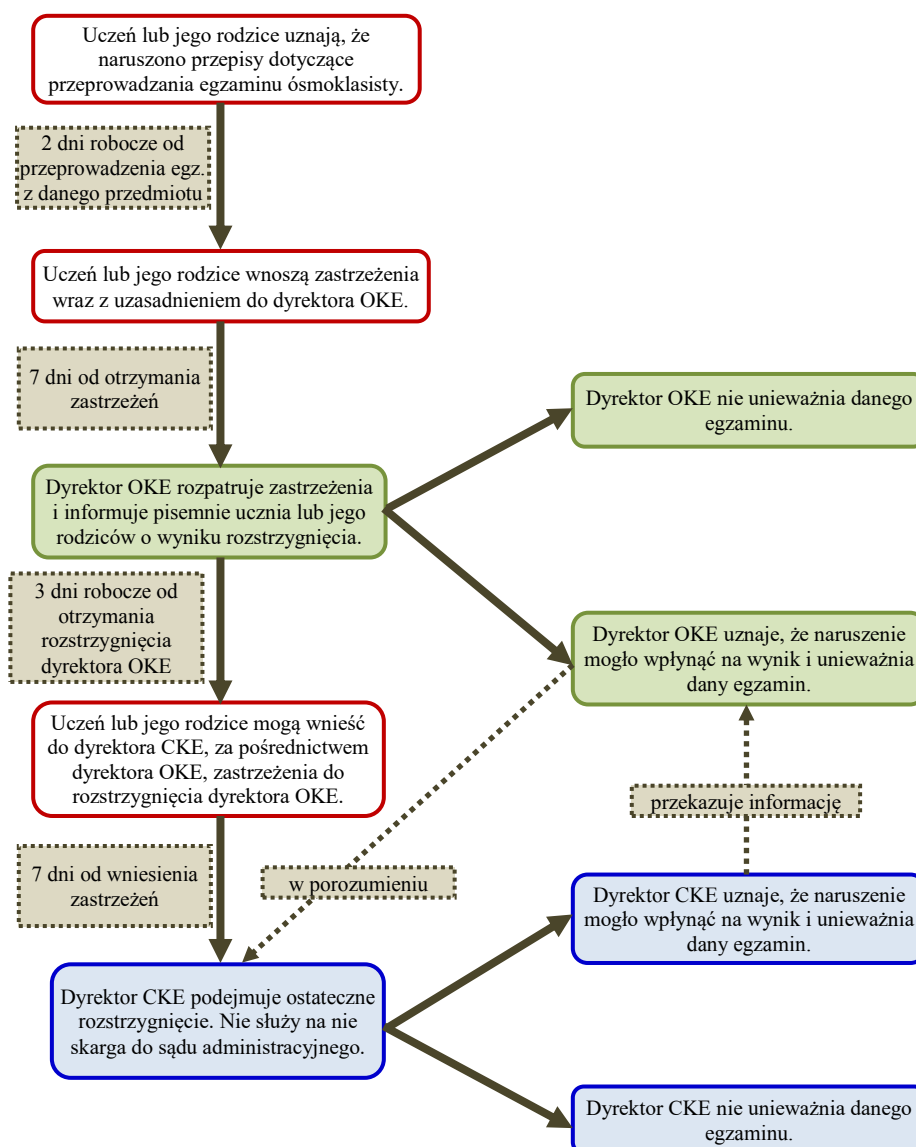 Uczeń lub jego rodzice uznają, że
naruszono przepisy dotyczące
przeprowadzania egzaminu ósmoklasisty.
2 dni robocze od
przeprowadzenia egz.
z danego przedmiotu
Uczeń lub jego rodzice wnoszą zastrzeżenia
wraz z uzasadnieniem do dyrektora OKE.
7 dni od otrzymania
zastrzeżeń
Dyrektor OKE nie unieważnia danego
egzaminu.
Dyrektor OKE rozpatruje zastrzeżenia
i informuje pisemnie ucznia lub jego
rodziców o wyniku rozstrzygnięcia.
3 dni robocze od
otrzymania
rozstrzygnięcia
dyrektora OKE
Dyrektor OKE uznaje, że naruszenie
mogło wpłynąć na wynik i unieważnia
dany egzamin.
Uczeń lub jego rodzice mogą wnieść
do dyrektora CKE, za pośrednictwem
dyrektora OKE, zastrzeżenia do
rozstrzygnięcia dyrektora OKE.
przekazuje informację
7 dni od wniesienia
zastrzeżeń
w porozumieniu
Dyrektor CKE uznaje, że naruszenie
mogło wpłynąć na wynik i unieważnia
dany egzamin.
Dyrektor CKE podejmuje ostateczne
rozstrzygnięcie. Nie służy na nie
skarga do sądu administracyjnego.
Dyrektor CKE nie unieważnia danego
egzaminu.